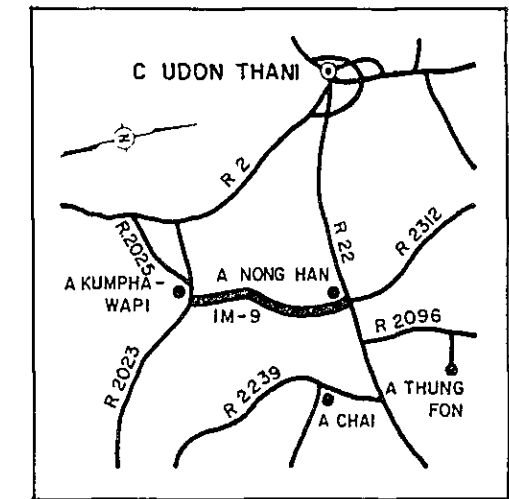 C UDON THANI
N
R 2
R.2025
R 22
R 2312
A KUMPHA-
WAPI
A NONG HAN
IM-9
R 2096
R 2023
R 2239
A THUNG
FON
A CHAI